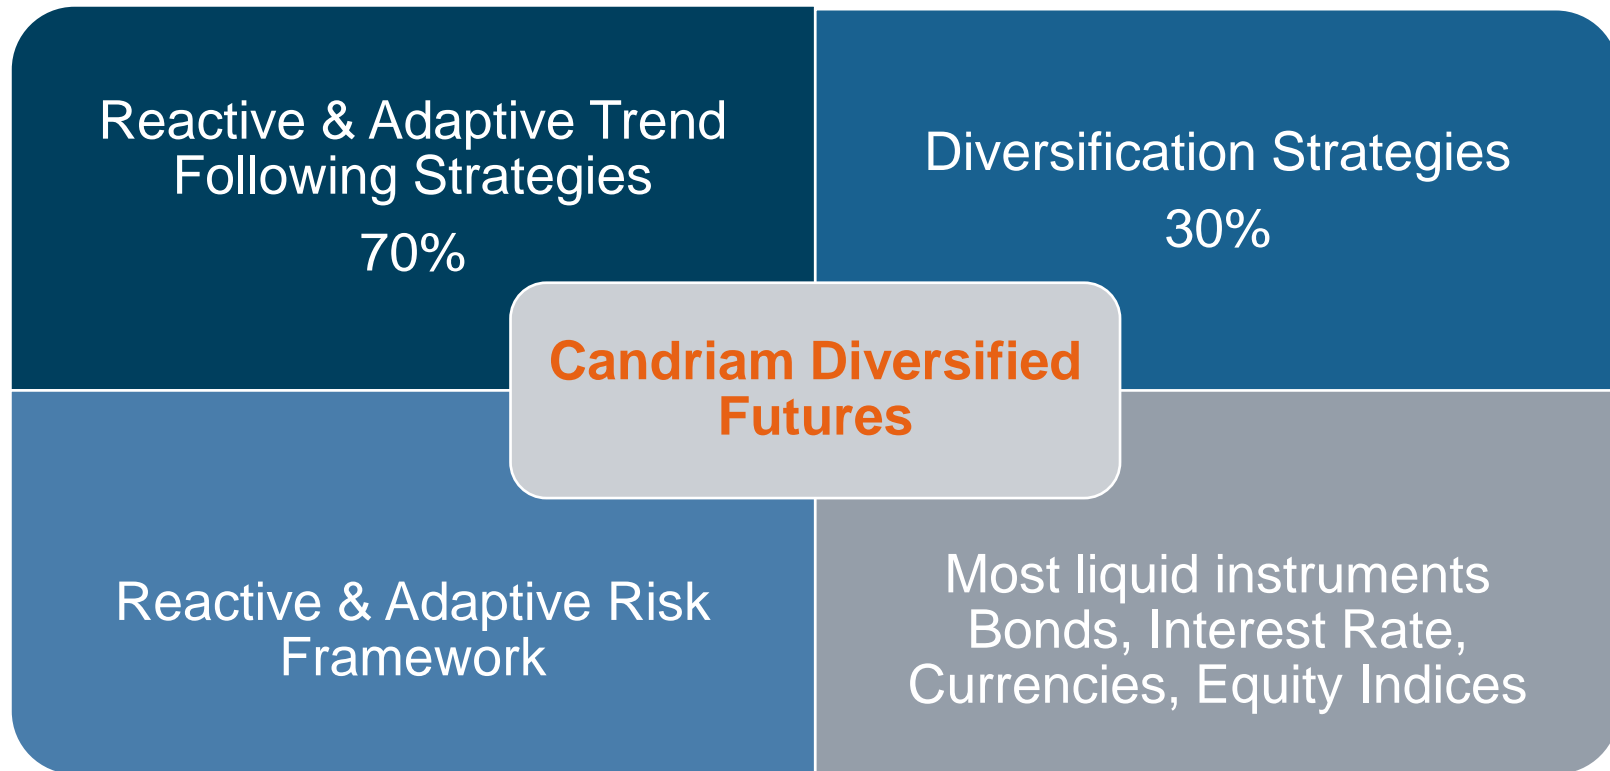 Reactive & Adaptive Trend
Following Strategies
70%
Diversification Strategies
30%
Candriam Diversified
Futures
Reactive & Adaptive Risk
Framework
Most liquid instruments
Bonds, Interest Rate,
Currencies, Equity Indices